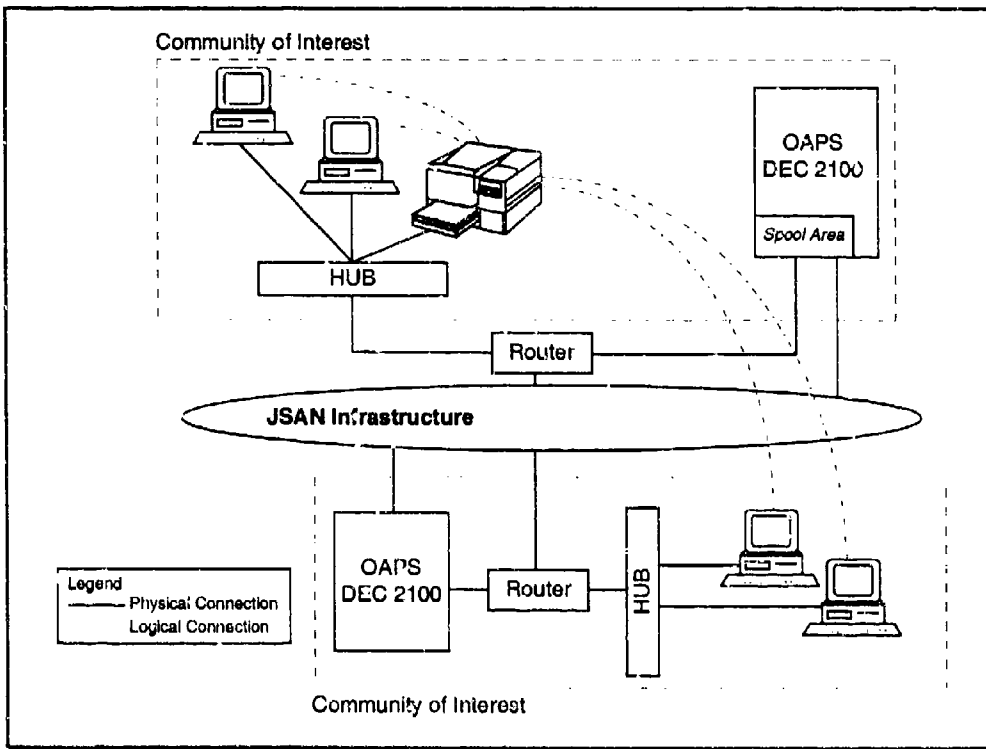 Community of Interest
OAPS
DEC 2100
Spool Area
HUB
Router
JSAN Infrastructure
OAPS
DEC 2100
Router
HUB
Legend
Physical Connection
Logical Connection
Community of Interest